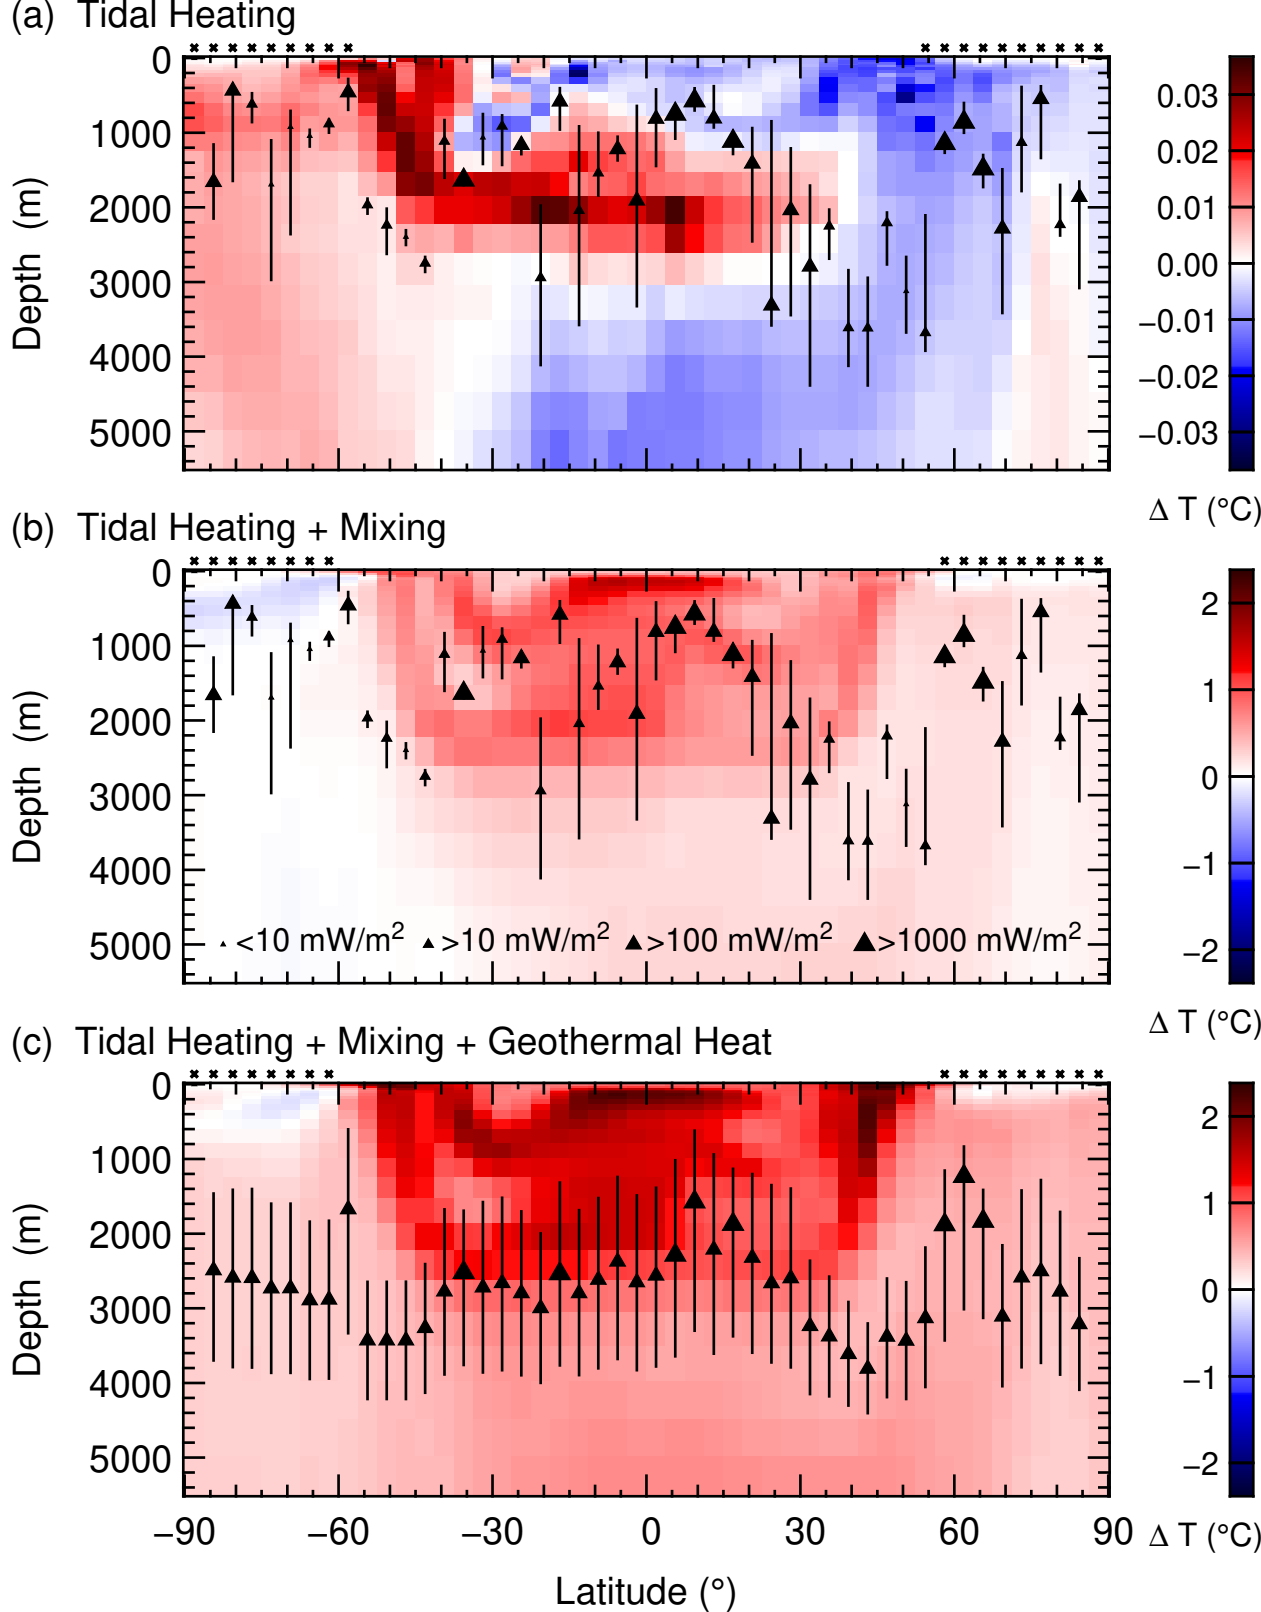 (a) Tidal Heating
0
1000
2000
3000
4000
5000
Depth (m)
0.03
0.02
0.01
0.00
−0.01
−0.02
−0.03
Δ T (°C)
(b) Tidal Heating + Mixing
0
1000
2000
3000
4000
5000
Depth (m)
<10 mW/m² >10 mW/m² >100 mW/m² >1000 mW/m²
2
1
0
−1
−2
Δ T (°C)
(c) Tidal Heating + Mixing + Geothermal Heat
0
1000
2000
3000
4000
5000
Depth (m)
2
1
0
−1
−2
−90 −60 −30 0 30 60 90
Δ T (°C)
Latitude (°)